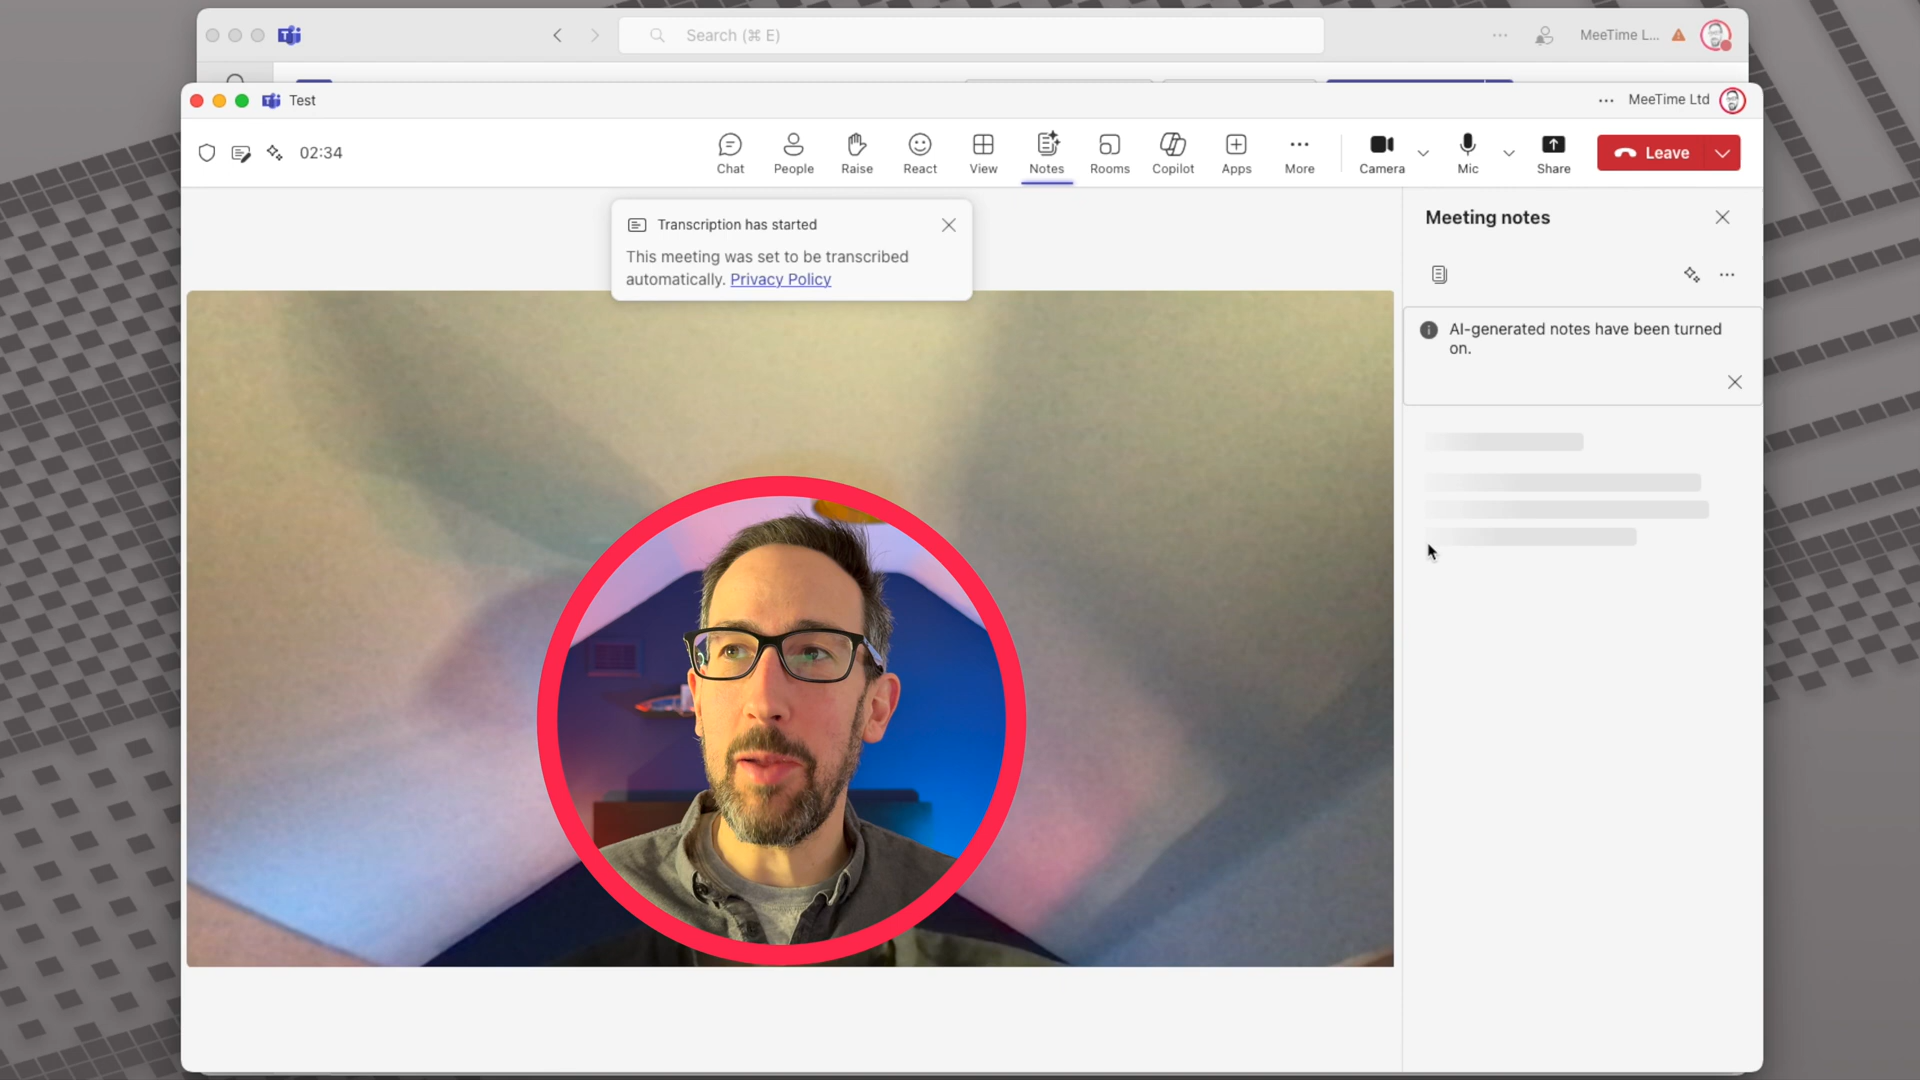 Search (⌘ E)
MeeTime L...
Test
MeeTime Ltd
02:34
Chat
People
Raise
React
View
Notes
Rooms
Copilot
Apps
More
Camera
Mic
Share
Leave
Transcription has started
This meeting was set to be transcribed
automatically. Privacy Policy
Meeting notes
AI-generated notes have been turned
on.